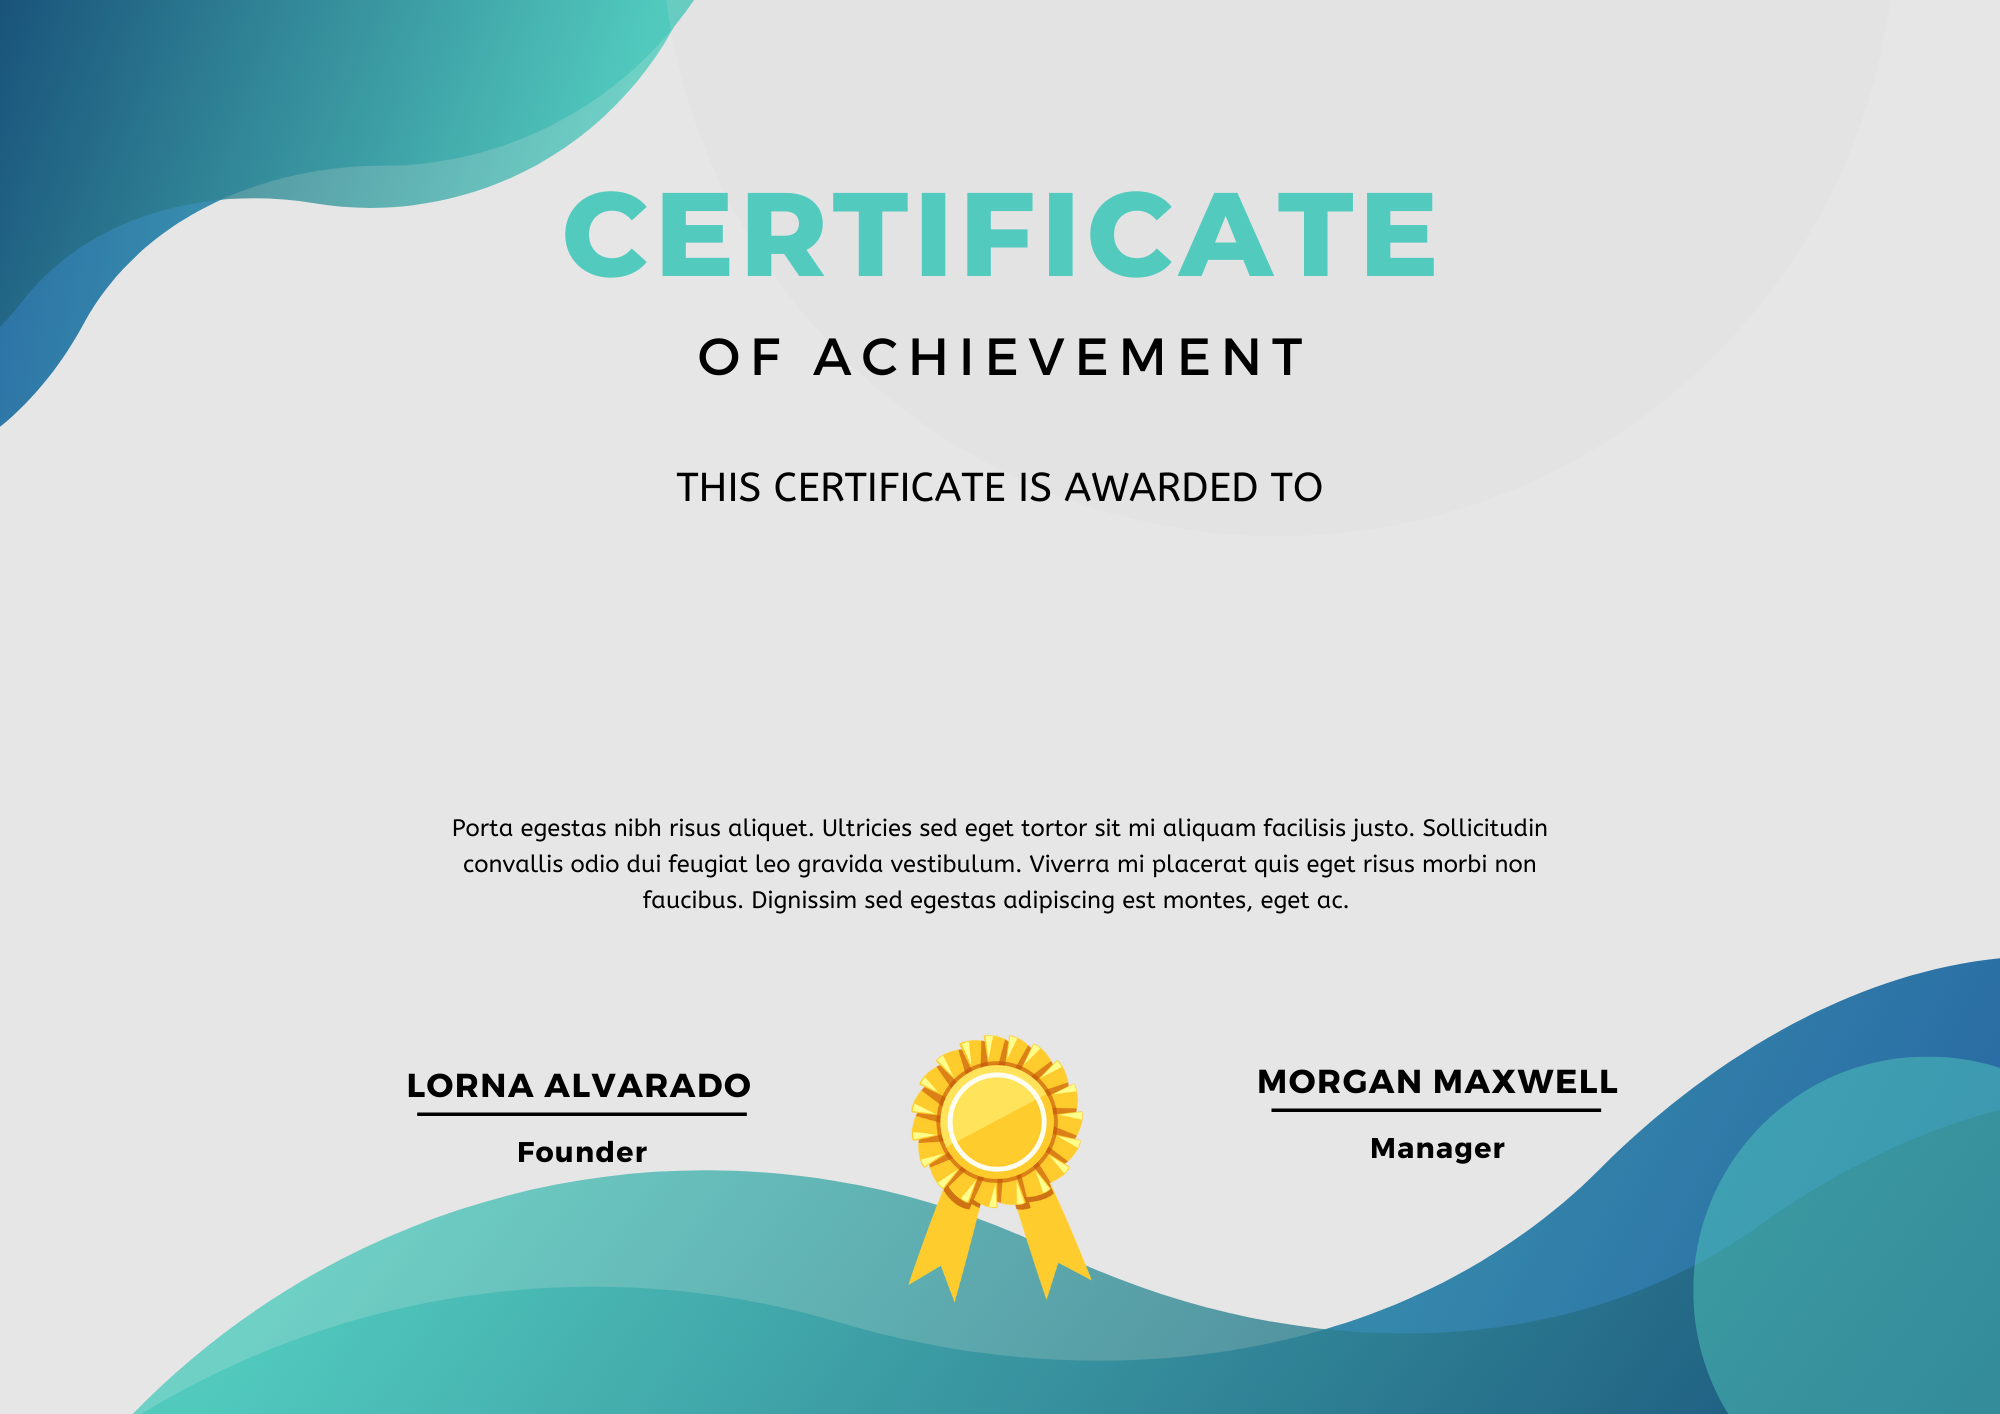 CERTIFICATE
OF ACHIEVEMENT
THIS CERTIFICATE IS AWARDED TO
Porta egestas nibh risus aliquet. Ultricies sed eget tortor sit mi aliquam facilisis justo. Sollicitudin
convallis odio dui feugiat leo gravida vestibulum. Viverra mi placerat quis eget risus morbi non
faucibus. Dignissim sed egestas adipiscing est montes, eget ac.
LORNA ALVARADO
Founder
MORGAN MAXWELL
Manager